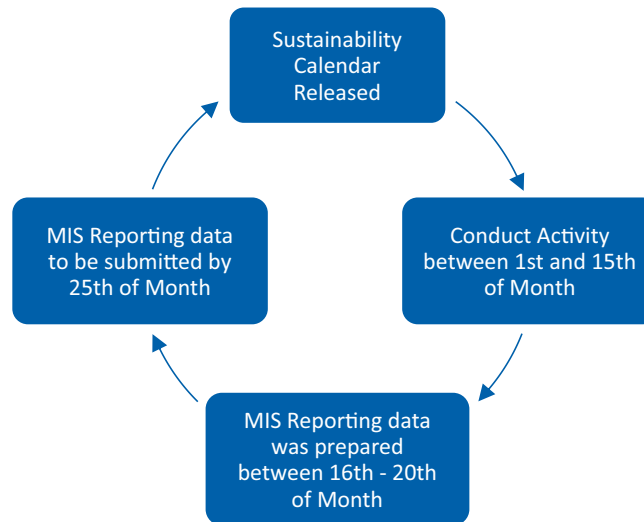 Sustainability
Calendar
Released
Conduct Activity
between 1st and 15th
of Month
MIS Reporting data
was prepared
between 16th - 20th
of Month
MIS Reporting data
to be submitted by
25th of Month